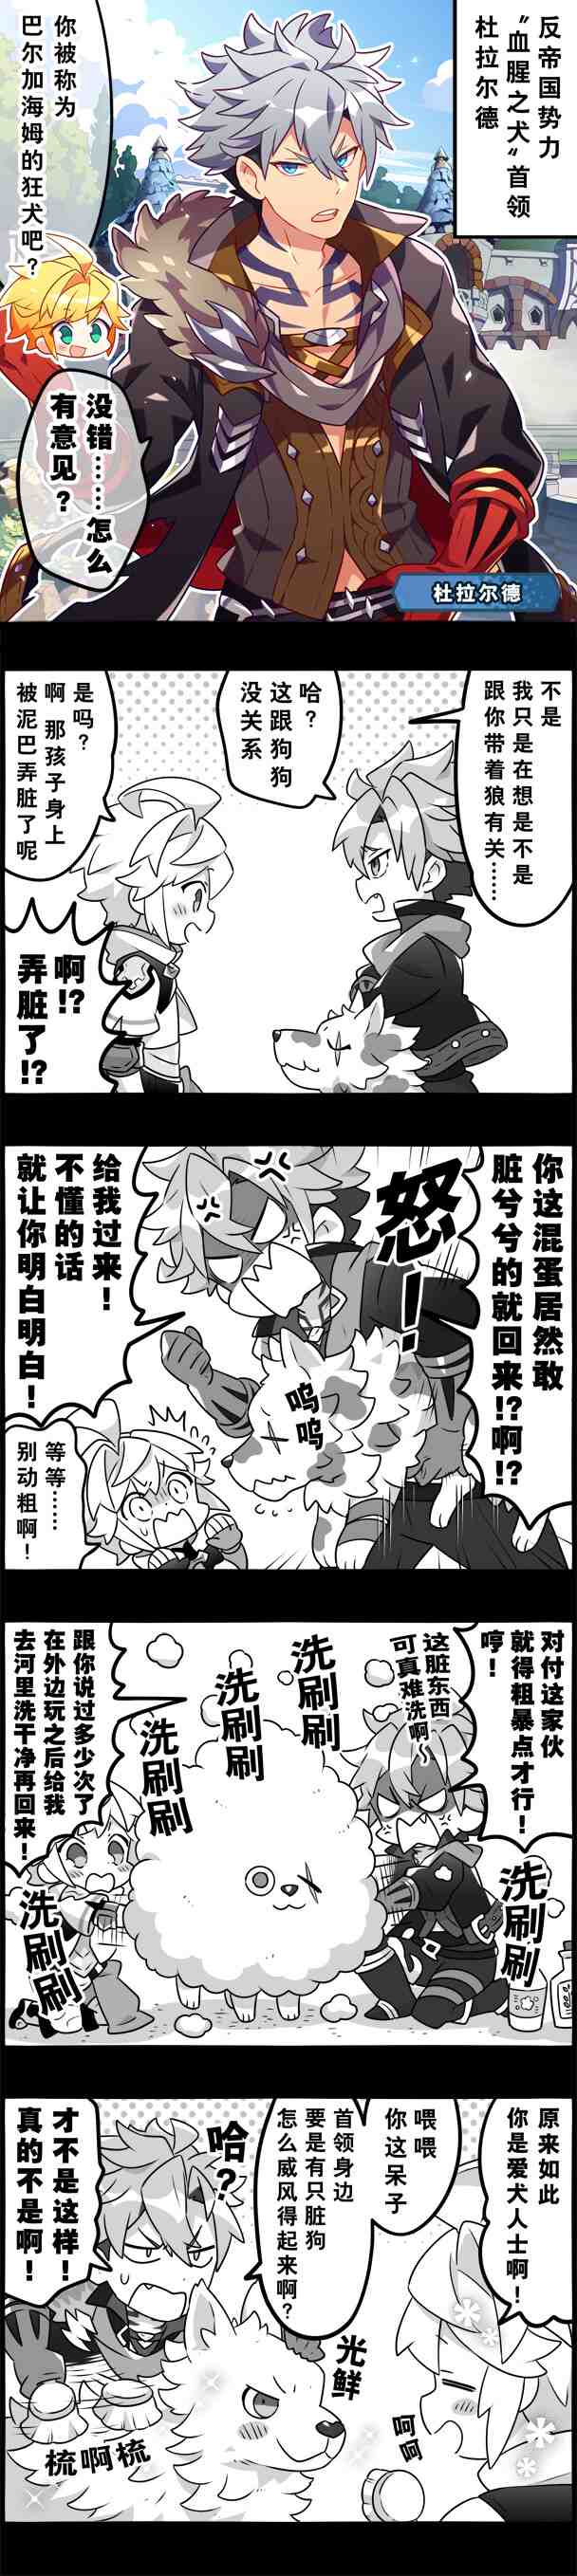 反帝国势力
“血腥之犬”首领
杜拉尔德
你被称为
巴尔加海姆的狂犬吧？
没错……怎么
有意见？
杜拉尔德
不是
我只是在想是不是
跟你带着狼有关……
哈？
这跟狗狗
没关系
是吗？
啊 那孩子身上
被泥巴弄脏了呢
啊!?
弄脏了!?
你这混蛋居然敢
脏兮兮的就回来!?啊!?
怒！
给我过来！
不懂的话
就让你明白明白！
呜呜
等等……
别动粗啊！
对付这家伙
就得粗暴点才行！
哼！
这脏东西
可真难洗啊～
洗刷刷
洗刷刷
洗刷刷
洗刷刷
跟你说过多少次了
在外边玩之后给我
去河里洗干净再回来！
洗刷刷
原来如此
你是爱犬人士啊！
喂喂
你这呆子
首领身边
要是有只脏狗
怎么威风得起来啊？
哈？
才不是这样！
真的不是啊！
光鲜
呵呵
梳啊梳